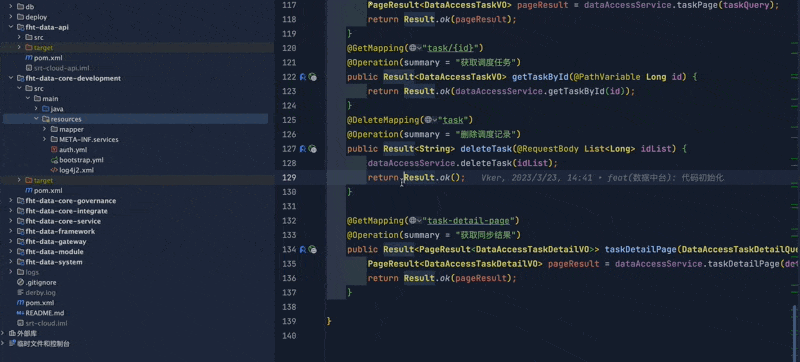 db
deploy
fht-data-api
src
target
pom.xml
srt-cloud-api.iml
fht-data-core-development
src
main
java
resources
mapper
META-INF.services
auth.yml
bootstrap.yml
log4j2.xml
target
pom.xml
fht-data-core-governance
fht-data-core-integrate
fht-data-core-service
fht-data-framework
fht-data-gateway
fht-data-module
fht-data-system
logs
.gitignore
derby.log
pom.xml
README.md
srt-cloud.iml
外部库
临时文件和控制台
117 PageResult<DataAccessTaskVO> pageResult = dataAccessService.taskPage(taskQuery);
118 return Result.ok(pageResult);
119 }
120 @GetMapping("task/{id}")
121 @Operation(summary = "获取调度任务")
122 public Result<DataAccessTaskVO> getTaskById(@PathVariable Long id) {
123 return Result.ok(dataAccessService.getTaskById(id));
124 }
125 @DeleteMapping("task")
126 @Operation(summary = "删除调度记录")
127 public Result<String> deleteTask(@RequestBody List<Long> idList) {
128 dataAccessService.deleteTask(idList);
129 return Result.ok(); Vker, 2023/3/23, 14:41 • feat(数据中台): 代码初始化
130 }
131
132 @GetMapping("task-detail-page")
133 @Operation(summary = "获取同步结果")
134 public Result<PageResult<DataAccessTaskDetailVO>> taskDetailPage(DataAccessTaskDetailQue
135 PageResult<DataAccessTaskDetailVO> pageResult = dataAccessService.taskDetailPage(det
136 return Result.ok(pageResult);
137 }
138
139 }
140